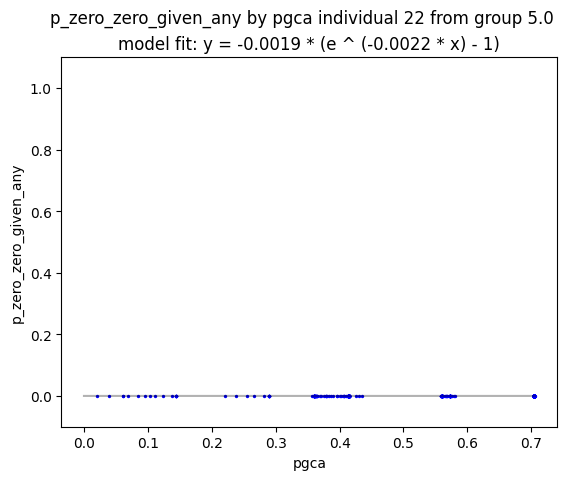 p_zero_zero_given_any by pgca individual 22 from group 5.0
model fit: y = -0.0019 * (e ^ (-0.0022 * x) - 1)
1.0
0.8
0.6
0.4
0.2
0.0
p_zero_zero_given_any
0.0 0.1 0.2 0.3 0.4 0.5 0.6 0.7
pgca